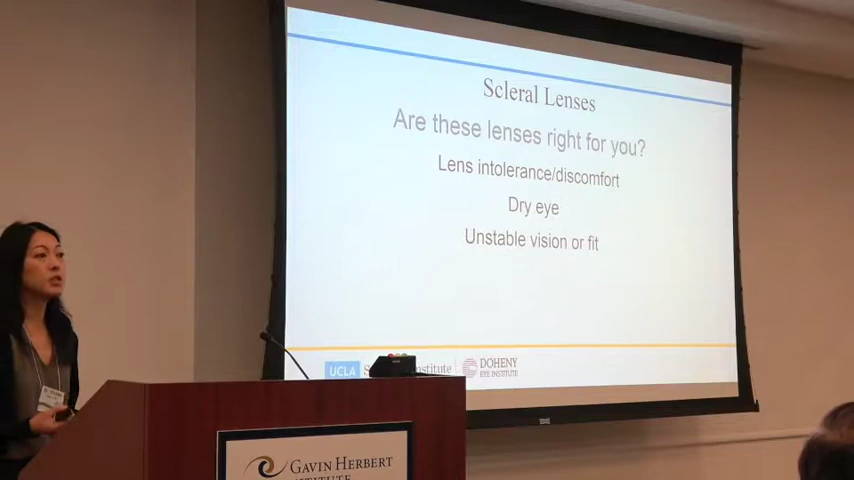 Scleral Lenses
Are these lenses right for you?
Lens intolerance/discomfort
Dry eye
Unstable vision or fit
UCLA
DOHENY
EYE INSTITUTE
GAVIN HERBERT